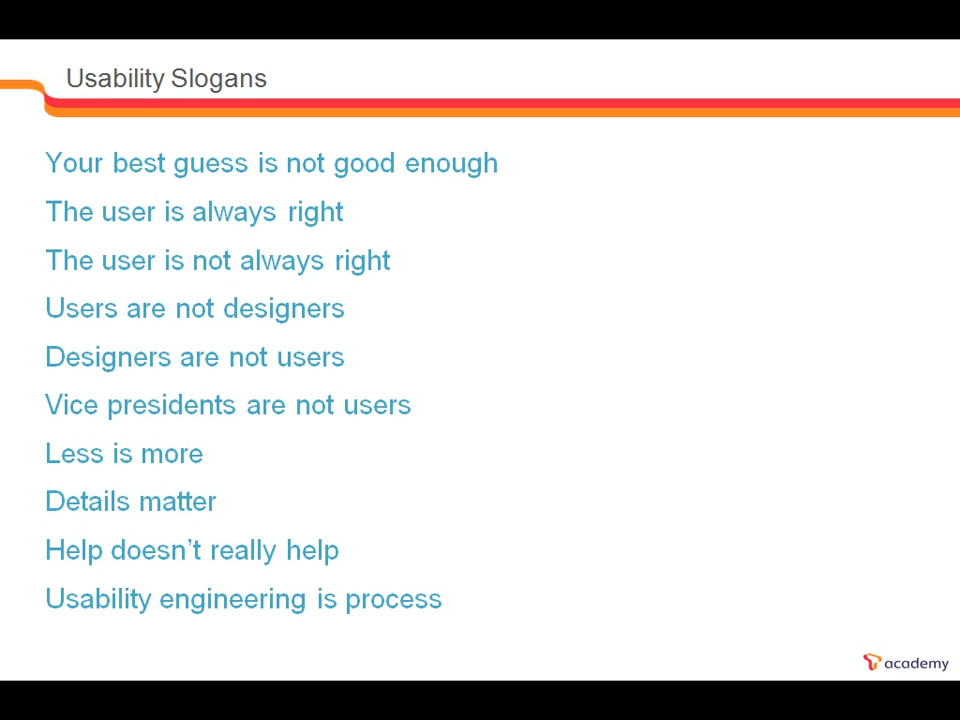 Usability Slogans
Your best guess is not good enough
The user is always right
The user is not always right
Users are not designers
Designers are not users
Vice presidents are not users
Less is more
Details matter
Help doesn’t really help
Usability engineering is process
academy